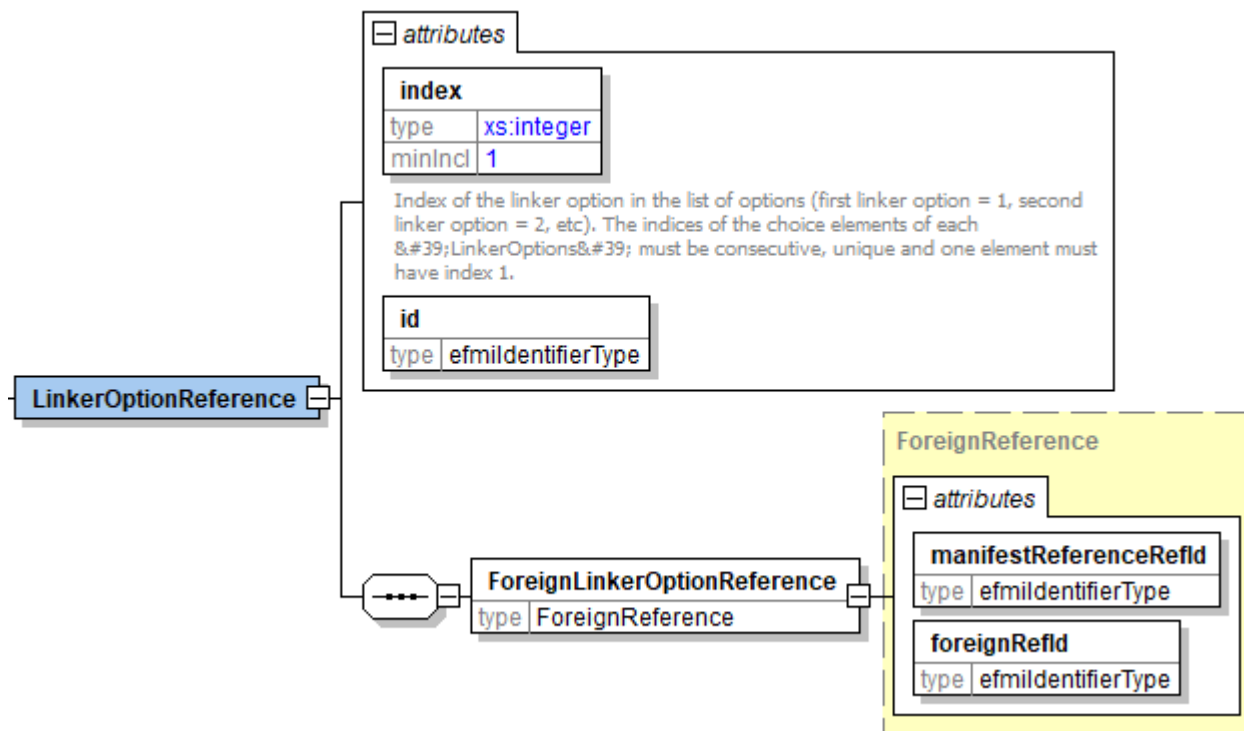 attributes
index
type xs:integer
minIncl 1
Index of the linker option in the list of options (first linker option = 1, second
linker option = 2, etc). The indices of the choice elements of each
&#39;LinkerOptions&#39; must be consecutive, unique and one element must
have index 1.
id
type efmiIdentifierType
LinkerOptionReference
ForeignReference
attributes
manifestReferenceRefId
type efmiIdentifierType
foreignRefId
type efmiIdentifierType
ForeignLinkerOptionReference
type ForeignReference